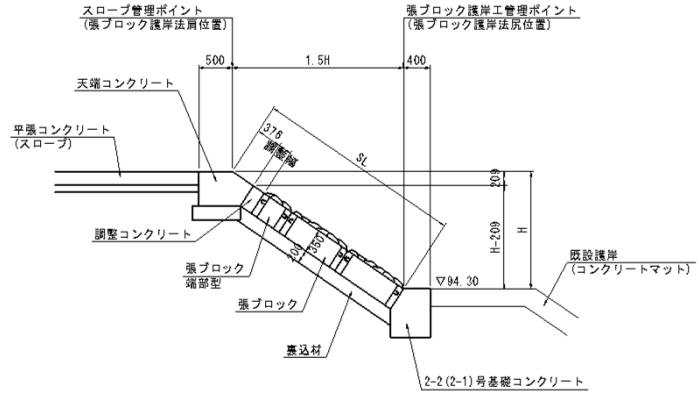 スロープ管理ポイント
(張ブロック護岸法肩位置)
張ブロック護岸工管理ポイント
(張ブロック護岸法尻位置)
500
1.5H
400
天端コンクリート
平張コンクリート
(スロープ)
376
調整幅
SL
209
H-209
H
調整コンクリート
張ブロック
端部型
200
350
張ブロック
裏込材
▽94.30
既設護岸
(コンクリートマット)
2-2(2-1)号基礎コンクリート